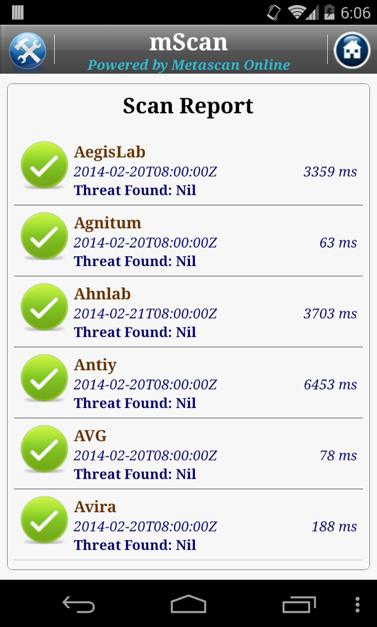 6:06
mScan
Powered by Metascan Online
Scan Report
AegisLab
2014-02-20T08:00:00Z 3359 ms
Threat Found: Nil
Agnitum
2014-02-20T08:00:00Z 63 ms
Threat Found: Nil
Ahnlab
2014-02-21T08:00:00Z 3703 ms
Threat Found: Nil
Antiy
2014-02-20T08:00:00Z 6453 ms
Threat Found: Nil
AVG
2014-02-20T08:00:00Z 78 ms
Threat Found: Nil
Avira
2014-02-20T08:00:00Z 188 ms
Threat Found: Nil